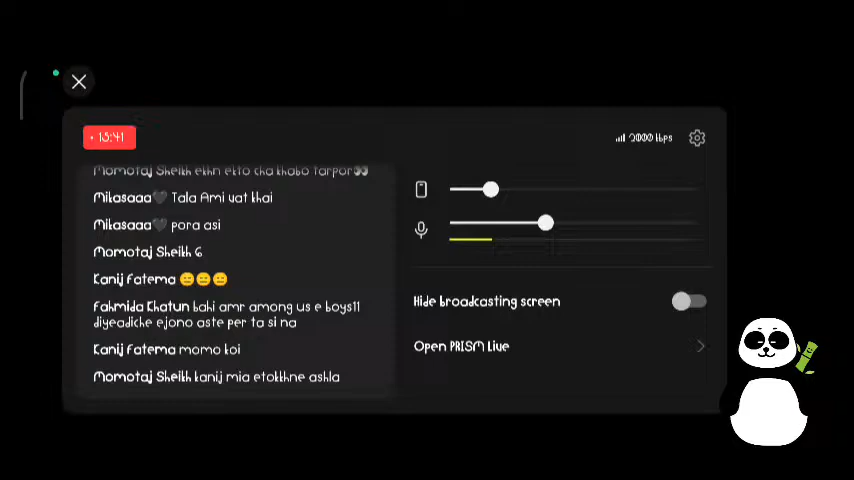 15:41
2000 kbps
Momotaj Sheikh ekhn ekto cha khabo tarpor👀
Mikasaaa🖤 Tala Ami vat khai
Mikasaaa🖤 pora asi
Momotaj Sheikh 6
Kanij Fatema 😑😑😑
Fahmida Khatun bahi amr among us e boys11
diyeadiche ejono aste per ta si na
Kanij Fatema momo koi
Momotaj Sheikh kanij mia etokkhne ashla
Hide broadcasting screen
Open PRISM Live